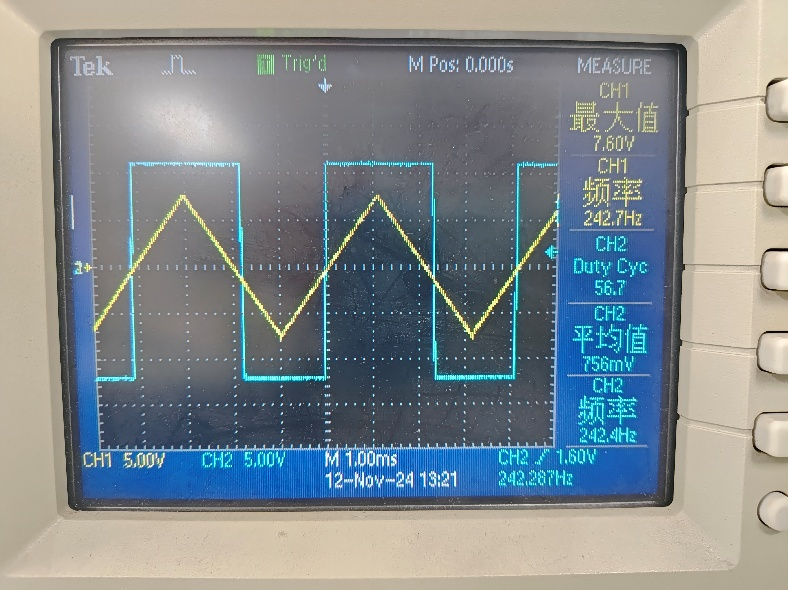 Tek Trig'd M Pos: 0.000s MEASURE
CH1
最大值
7.60V
CH1
频率
242.7Hz
CH2
Duty Cyc
56.7
CH2
平均值
756mV
CH2
频率
242.4Hz
CH1 5.00V CH2 5.00V M 1.00ms CH2 1.60V
12-Nov-24 13:21 242.287Hz